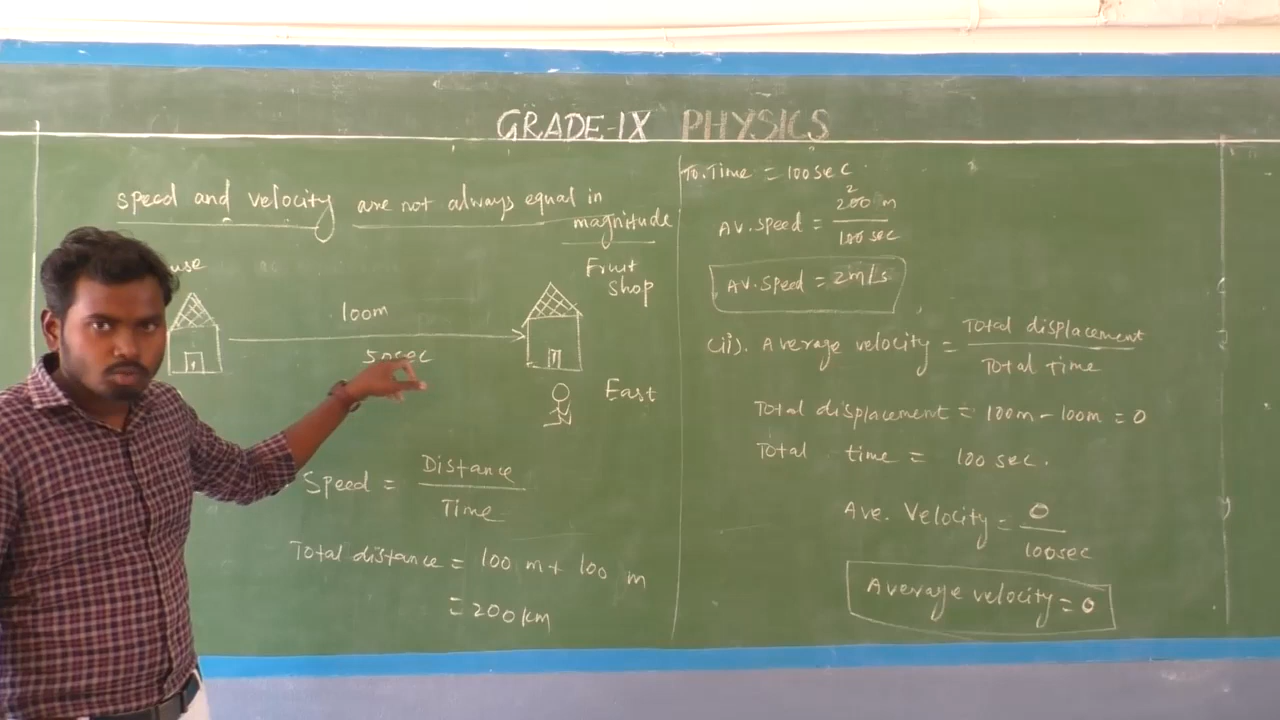 GRADE-IX PHYSICS
speed and velocity are not always equal in
magnitude
use
Fruit
shop
100m
50sec
East
Speed = Distance
Time
Total distance = 100 m + 100 m
= 200 km
To. Time = 100 sec
2
AV. Speed = 200 m
100 sec
AV. Speed = 2m/s
(ii). Average velocity = Total displacement
Total time
Total displacement = 100m - 100m = 0
Total time = 100 sec.
Ave. Velocity = 0
100sec
Average velocity = 0